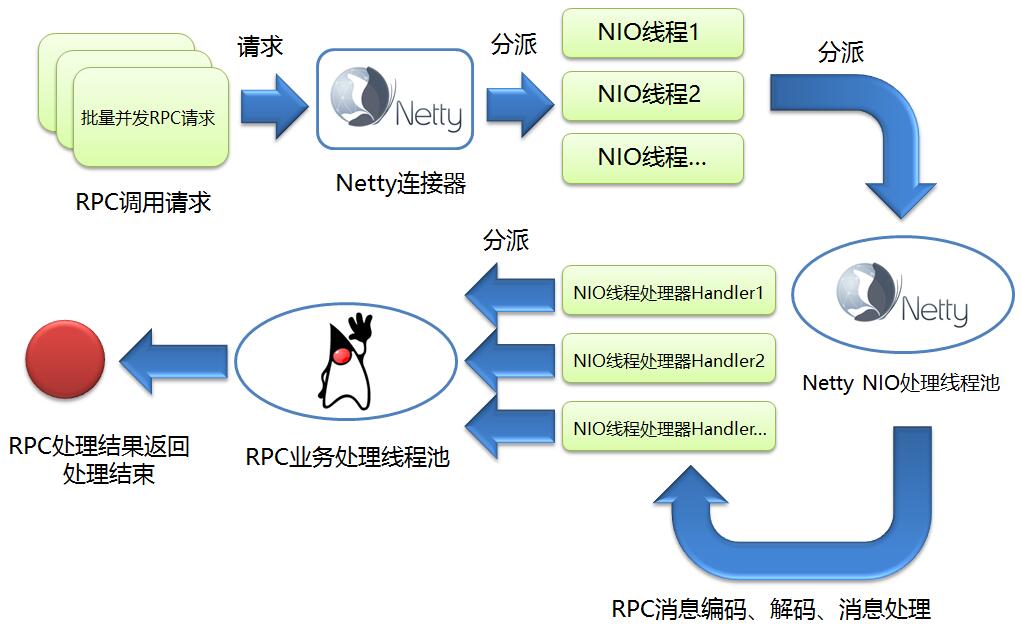 批量并发RPC请求
RPC调用请求
请求
Netty
Netty连接器
分派
NIO线程1
NIO线程2
NIO线程...
分派
Netty
Netty NIO处理线程池
RPC消息编码、解码、消息处理
NIO线程处理器Handler1
NIO线程处理器Handler2
NIO线程处理器Handler...
分派
RPC业务处理线程池
RPC处理结果返回
处理结束